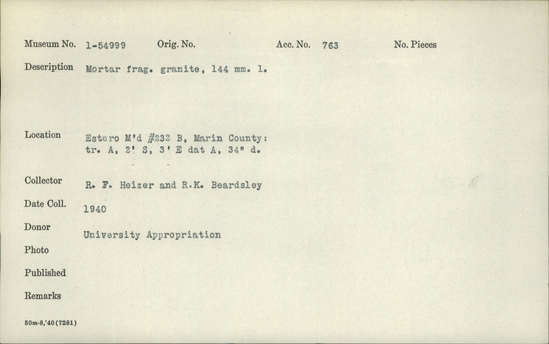 Museum No. 1-54999 Orig. No. Acc. No. 763 No. Pieces
Description Mortar frag. granite, 144 mm. l.
Location Estero M'd #232 B, Marin County:
tr. A, 2' S, 3' E dat A, 34" d.
Collector R. F. Heizer and R.K. Beardsley
Date Coll. 1940
Donor University Appropriation
Photo
Published
Remarks
50m-8,'40(7281)